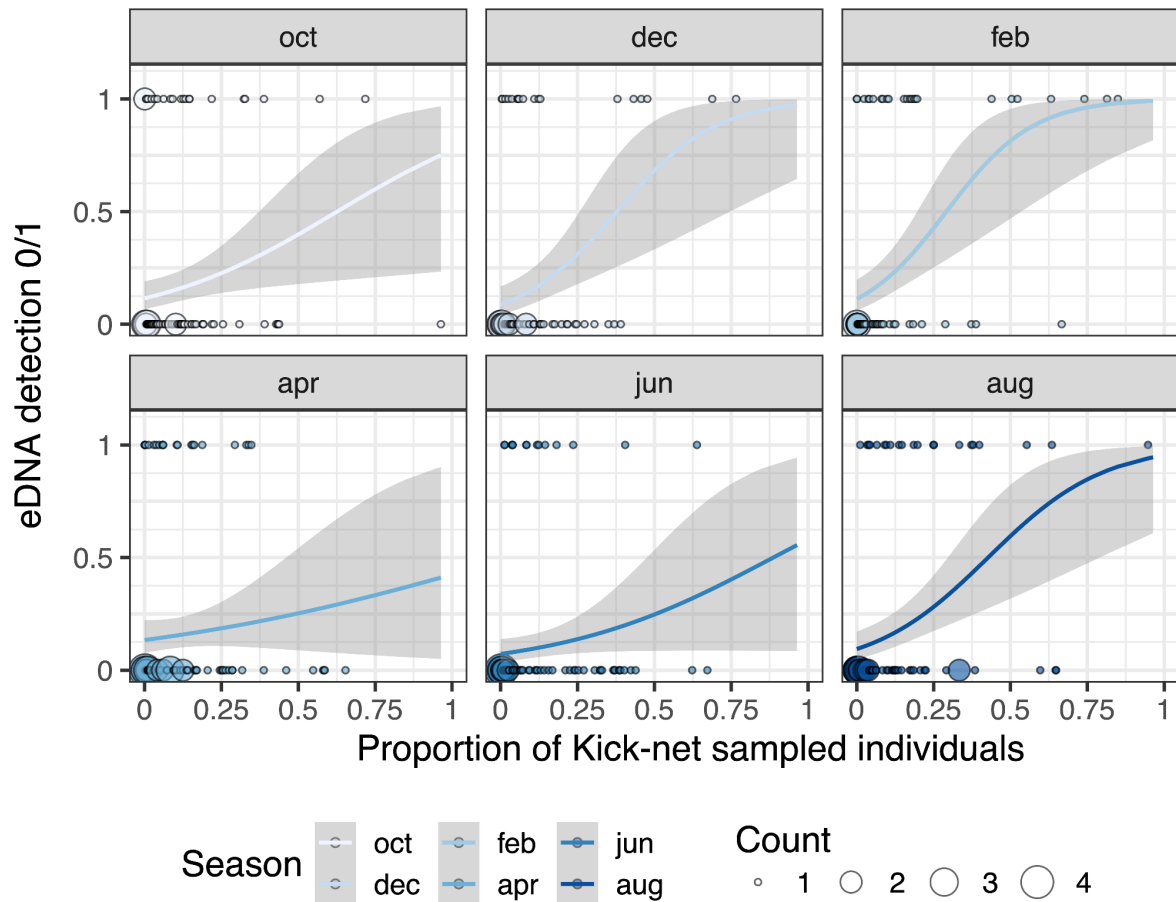 oct dec feb
1
0.5
0
apr jun aug
1
0.5
0
0 0.25 0.5 0.75 1 0 0.25 0.5 0.75 1 0 0.25 0.5 0.75 1
eDNA detection 0/1
Proportion of Kick-net sampled individuals
Season
oct feb jun
dec apr aug
Count
1 2 3 4